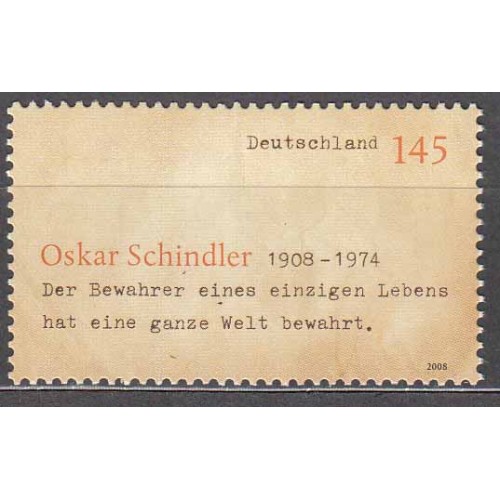 Deutschland 145
Oskar Schindler 1908-1974
Der Bewahrer eines einzigen Lebens
hat eine ganze Welt bewahrt.
2008